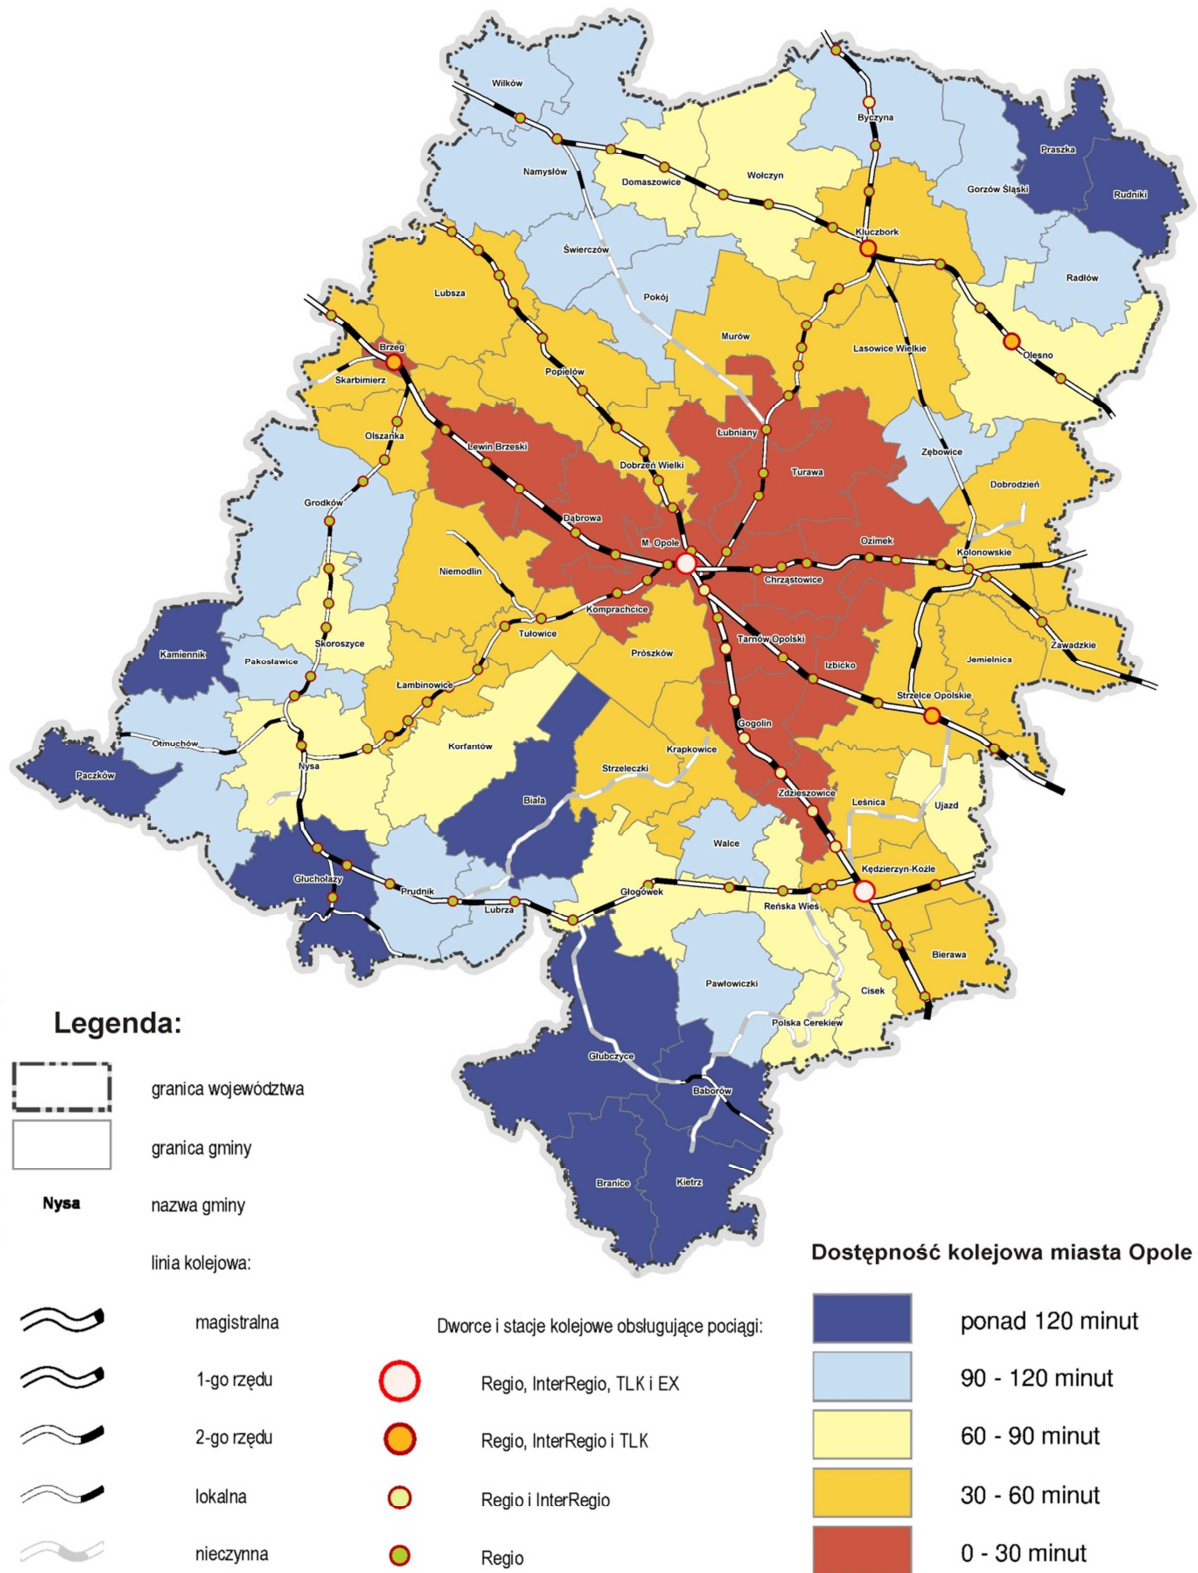 Wilków
Byczyna
Praszka
Rudniki
Namysłów
Domaszowice
Wołczyn
Gorzów Śląski
Kluczbork
Świerczów
Radłów
Lubsza
Pokój
Murów
Lasowice Wielkie
Olesno
Brzeg
Skarbimierz
Popielów
Olszanka
Lewin Brzeski
Łubniany
Zębowice
Dobrzeń Wielki
Turawa
Dobrodzień
Grodków
Dąbrowa
M. Opole
Ozimek
Kolonowskie
Niemodlin
Chrząstowice
Komprachcice
Tułowice
Skoroszyce
Tarnów Opolski
Zawadzkie
Kamiennik
Pakosławice
Prószków
Izbicko
Jemielnica
Łambinowice
Strzelce Opolskie
Gogolin
Otmuchów
Korfantów
Krapkowice
Nysa
Strzeleczki
Paczków
Biała
Zdzieszowice
Leśnica
Ujazd
Walce
Kędzierzyn-Koźle
Głuchołazy
Prudnik
Głogówek
Reńska Wieś
Lubrza
Bierawa
Pawłowiczki
Cisek
Polska Cerekiew
Głubczyce
Baborów
Branice
Kietrz
Legenda:
granica województwa
granica gminy
Nysa
nazwa gminy
linia kolejowa:
magistralna
1-go rzędu
2-go rzędu
lokalna
nieczynna
Dworce i stacje kolejowe obsługujące pociągi:
Regio, InterRegio, TLK i EX
Regio, InterRegio i TLK
Regio i InterRegio
Regio
Dostępność kolejowa miasta Opole
ponad 120 minut
90 - 120 minut
60 - 90 minut
30 - 60 minut
0 - 30 minut